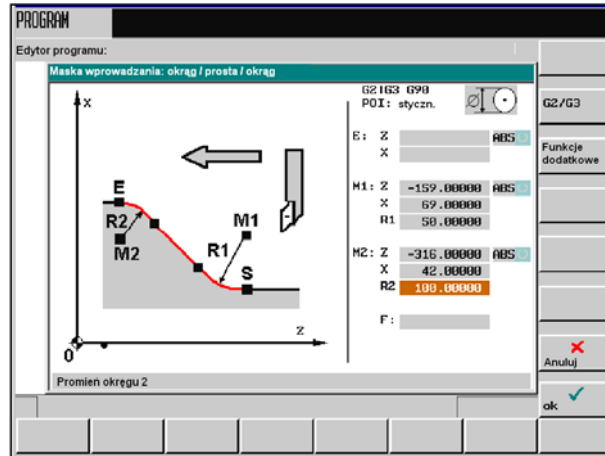 PROGRAM
Edytor programu:
Maska wprowadzania: okrąg / prosta / okrąg
X
E
R2
M2
R1
M1
S
Z
0
G2|G3 G90
POI: styczn.
E: Z ABS
X
M1: Z -159.00000 ABS
X 69.00000
R1 50.00000
M2: Z -316.00000 ABS
X 42.00000
R2 100.00000
F:
Promień okręgu 2
G2/G3
Funkcje
dodatkowe
Anuluj
ok